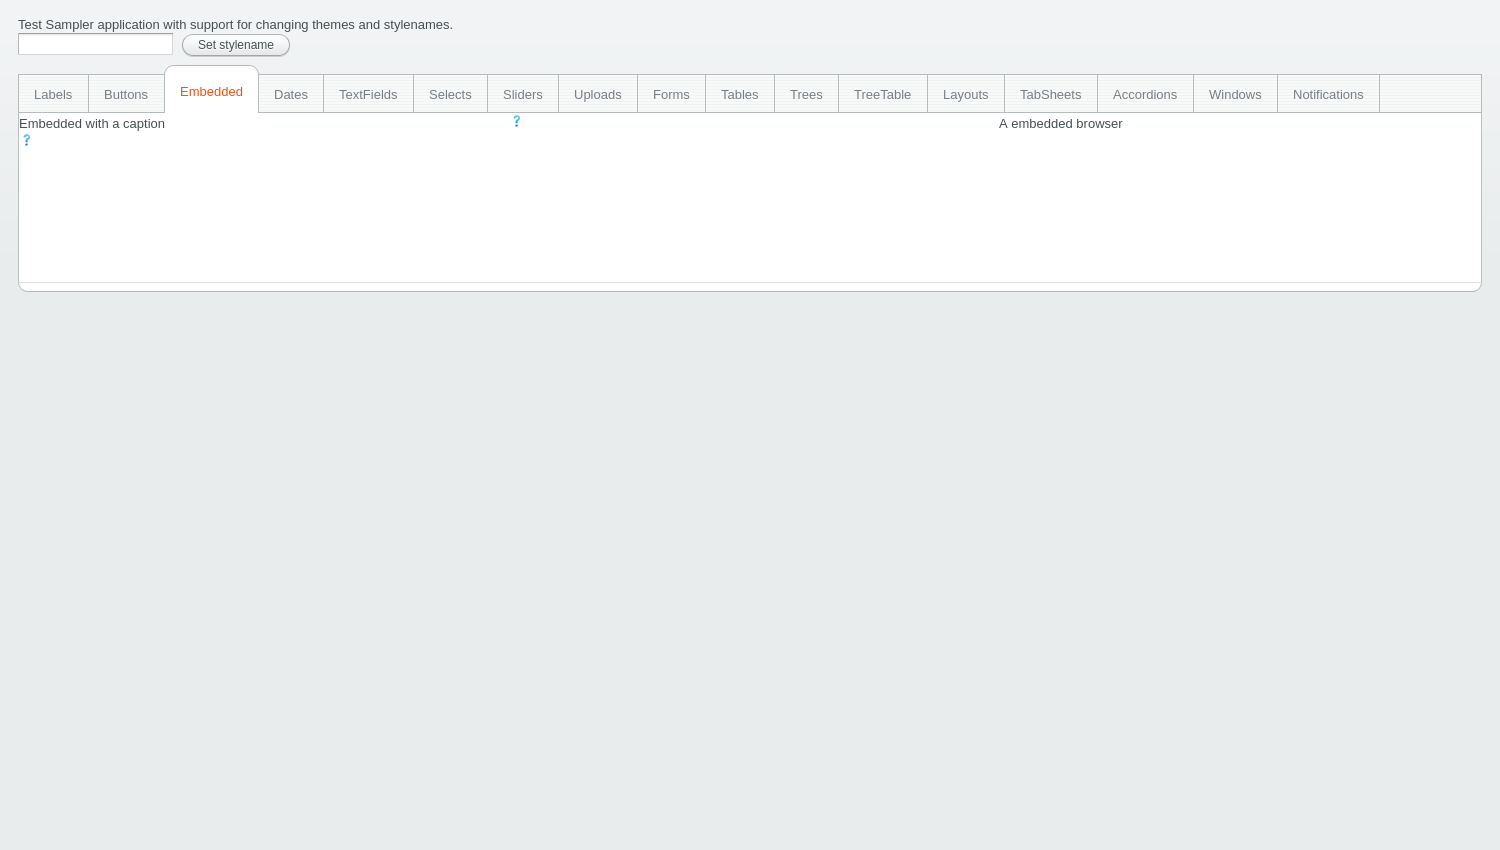 Test Sampler application with support for changing themes and stylenames.
Set stylename
Labels Buttons Embedded Dates TextFields Selects Sliders Uploads Forms Tables Trees TreeTable Layouts TabSheets Accordions Windows Notifications
Embedded with a caption ? A embedded browser
?